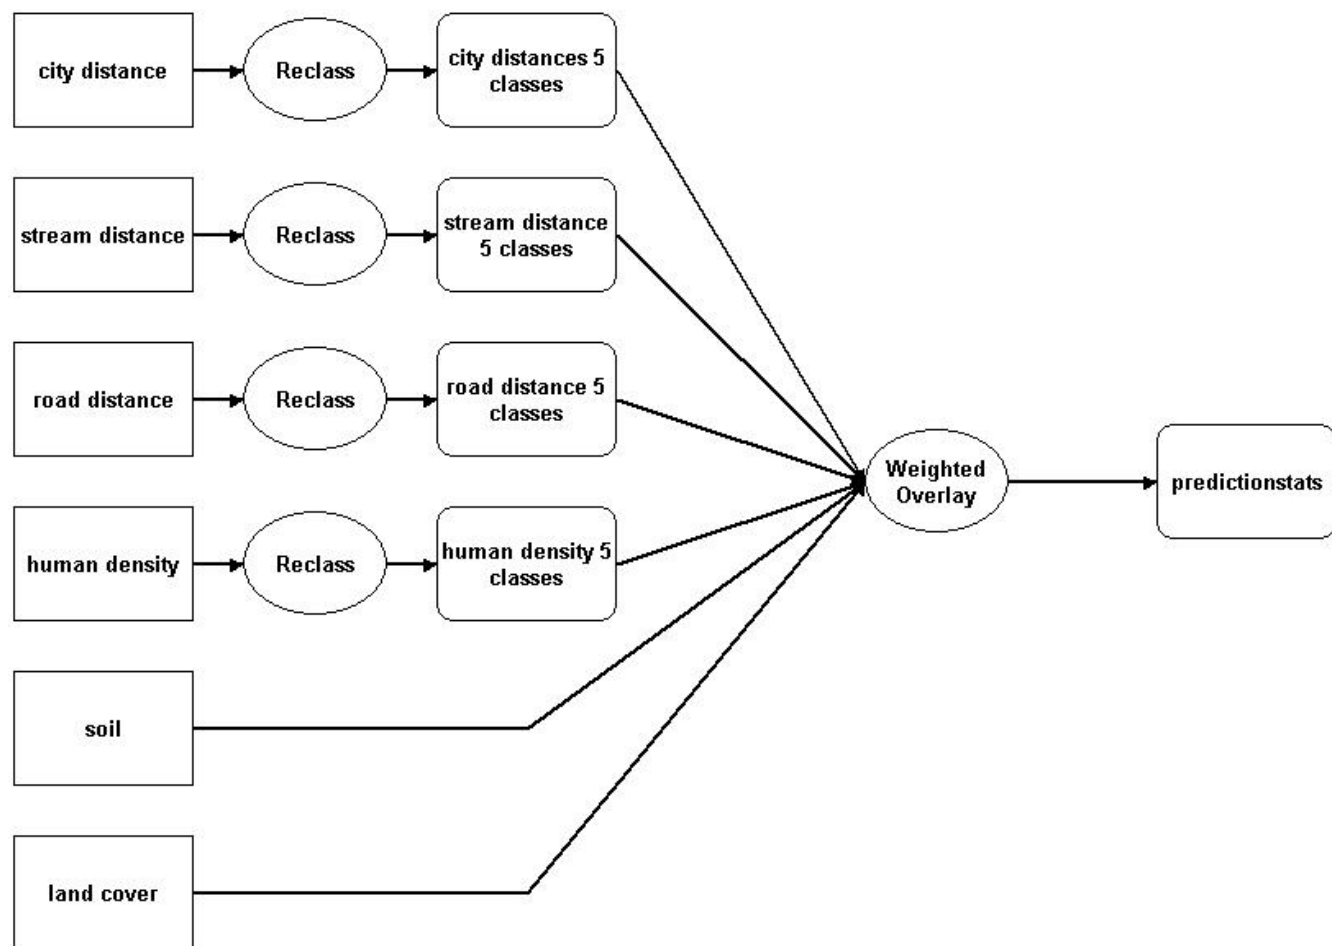 city distance
Reclass
city distances 5
classes
stream distance
Reclass
stream distance
5 classes
road distance
Reclass
road distance 5
classes
Weighted
Overlay
predictionstats
human density
Reclass
human density 5
classes
soil
land cover